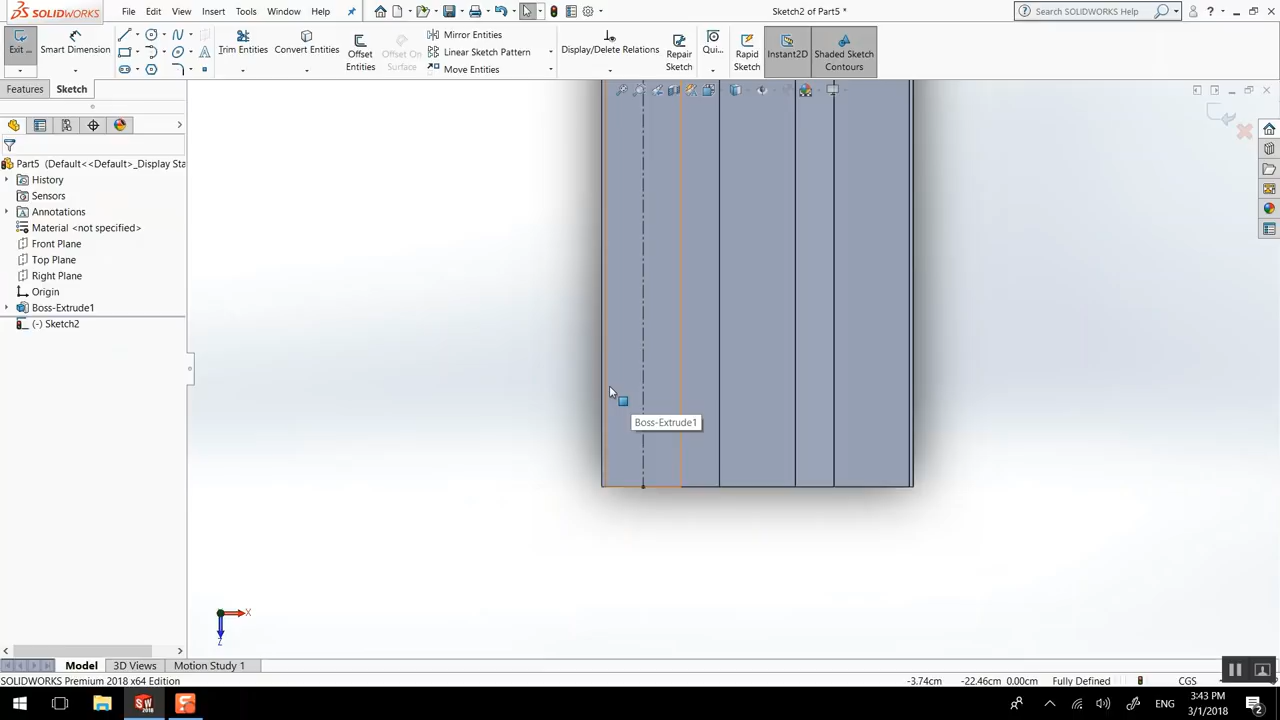 SOLIDWORKS
File Edit View Insert Tools Window Help
Sketch2 of Part5 *
Search SOLIDWORKS Help
Exit ...
Smart Dimension
Trim Entities
Convert Entities
Offset Entities
Offset On Surface
Mirror Entities
Linear Sketch Pattern
Move Entities
Display/Delete Relations
Repair Sketch
Qui...
Rapid Sketch
Instant2D
Shaded Sketch Contours
Features Sketch
Part5 (Default<<Default>_Display Sta
History
Sensors
Annotations
Material <not specified>
Front Plane
Top Plane
Right Plane
Origin
Boss-Extrude1
(-) Sketch2
Boss-Extrude1
X
Z
Model 3D Views Motion Study 1
SOLIDWORKS Premium 2018 x64 Edition
-3.74cm -22.46cm 0.00cm Fully Defined CGS
ENG
3:43 PM
3/1/2018
2